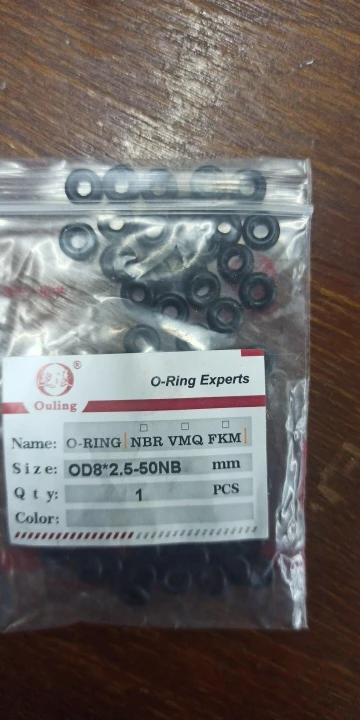 ®
O-Ring Experts
Ouling
Name: O-RING NBR VMQ FKM
Size: OD8*2.5-50NB mm
Qty: 1 PCS
Color: